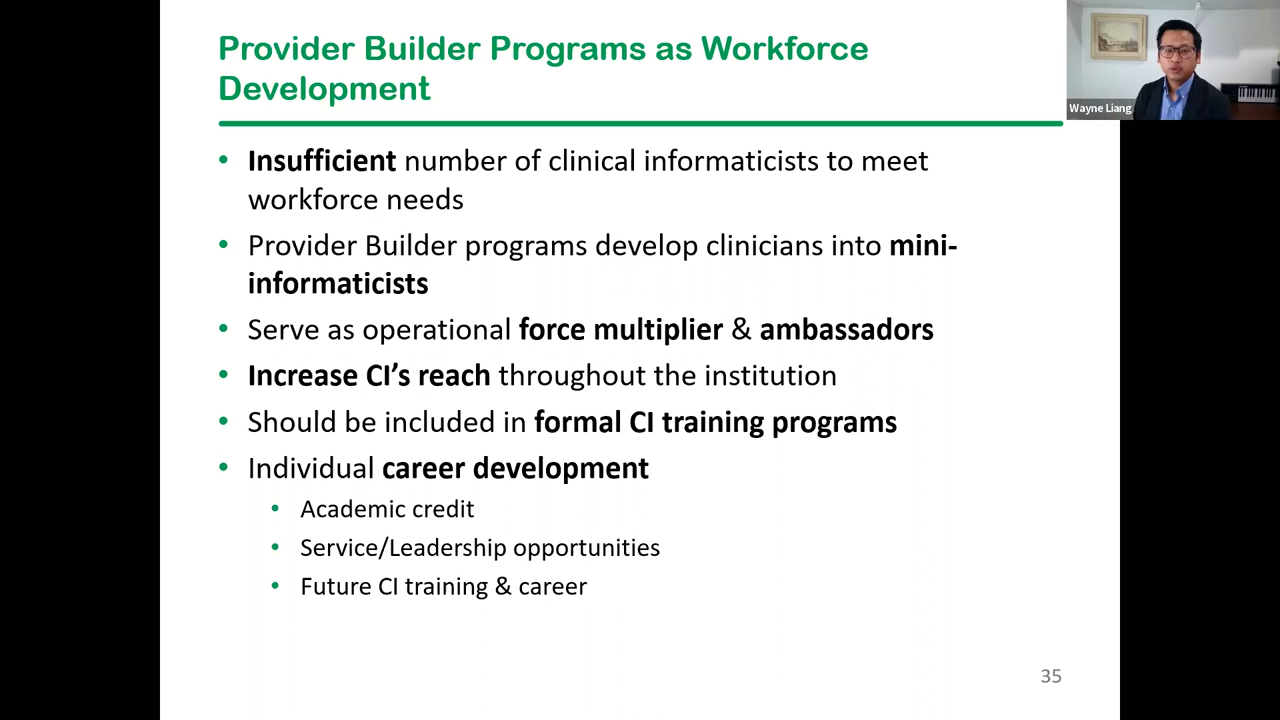 Provider Builder Programs as Workforce
Development
Wayne Liang
• Insufficient number of clinical informaticists to meet
workforce needs
• Provider Builder programs develop clinicians into mini-
informaticists
• Serve as operational force multiplier & ambassadors
• Increase CI’s reach throughout the institution
• Should be included in formal CI training programs
• Individual career development
• Academic credit
• Service/Leadership opportunities
• Future CI training & career
35